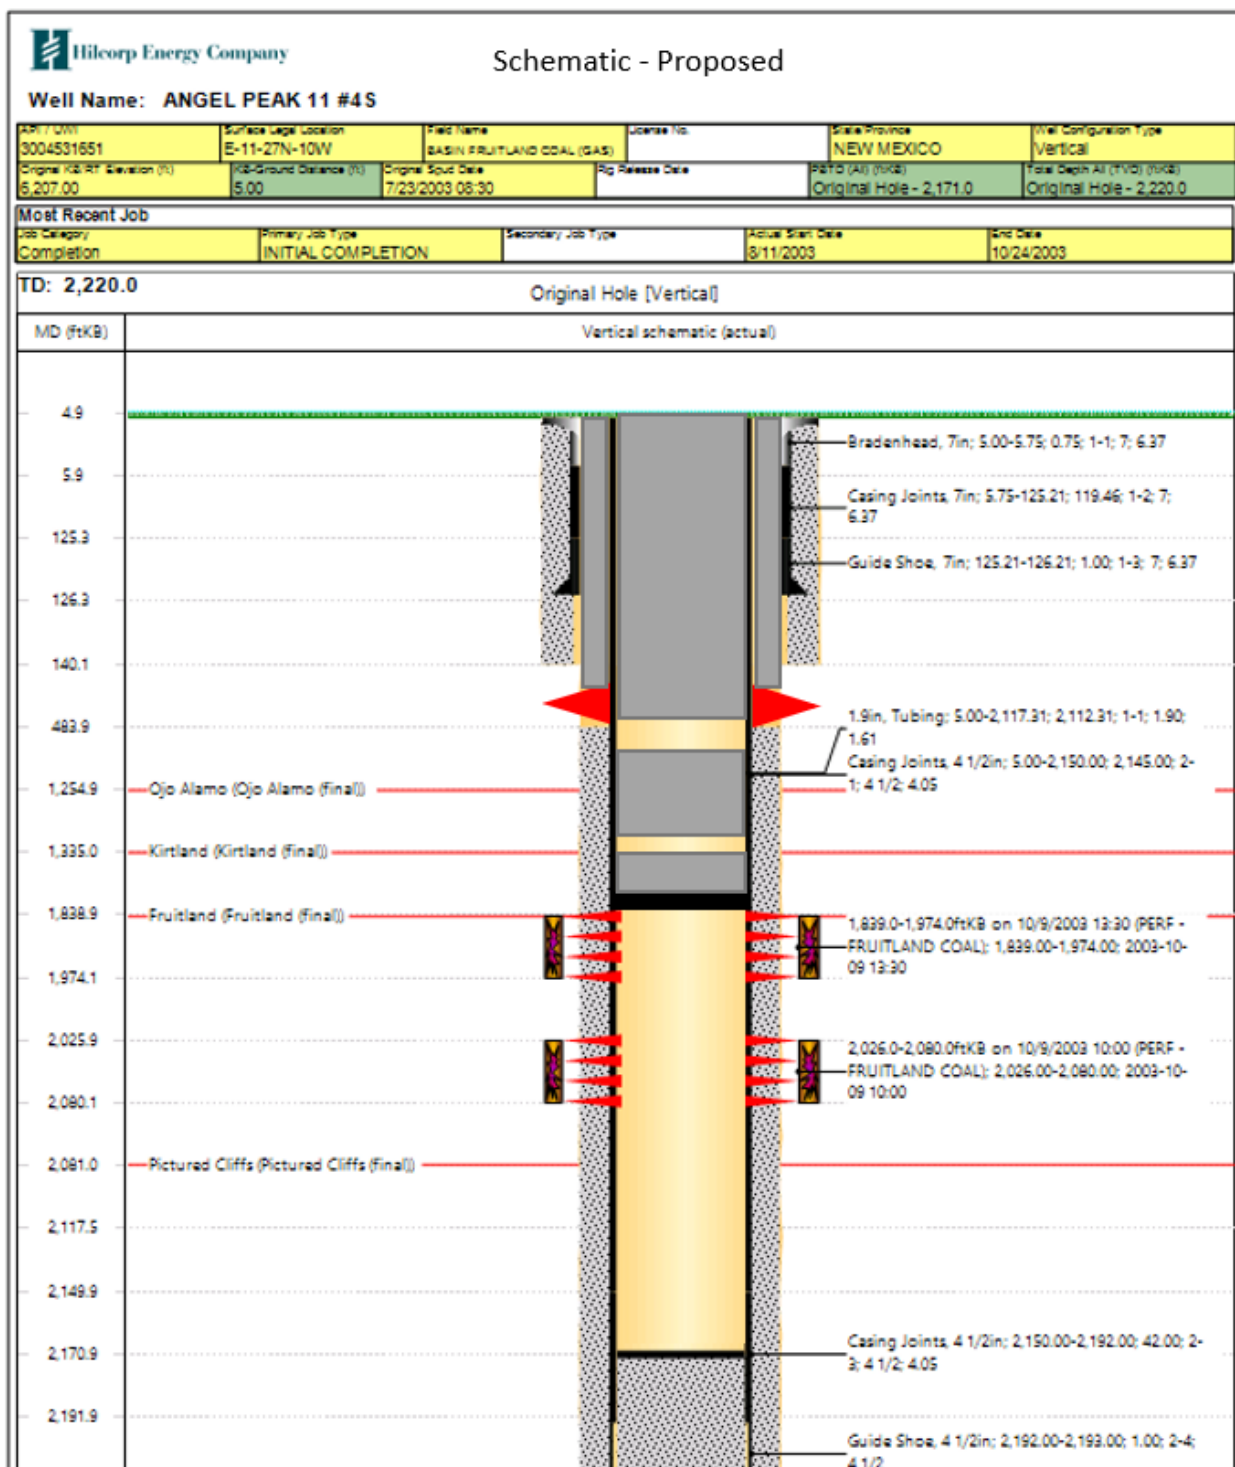 Hilcorp Energy Company
Schematic - Proposed
Well Name: ANGEL PEAK 11 #4S
API / UWI
3004531651
Surface Legal Location
E-11-27N-10W
Field Name
BASIN FRUITLAND COAL (GAS)
License No.
State/Province
NEW MEXICO
Well Configuration Type
Vertical
Original KB/RT Elevation (ft)
6,207.00
KB-Ground Distance (ft)
5.00
Original Spud Date
7/23/2003 08:30
Rig Release Date
PBTD (All) (ftKB)
Original Hole - 2,171.0
Total Depth All (TVD) (ftKB)
Original Hole - 2,220.0
Most Recent Job
Job Category
Completion
Primary Job Type
INITIAL COMPLETION
Secondary Job Type
Actual Start Date
8/11/2003
End Date
10/24/2003
TD: 2,220.0
Original Hole [Vertical]
MD (ftKB)
Vertical schematic (actual)
4.9
Bradenhead, 7in; 5.00-5.75; 0.75; 1-1; 7; 6.37
5.9
Casing Joints, 7in; 5.75-125.21; 119.46; 1-2; 7;
6.37
125.3
Guide Shoe, 7in; 125.21-126.21; 1.00; 1-3; 7; 6.37
126.3
140.1
483.9
1.9in, Tubing; 5.00-2,117.31; 2,112.31; 1-1; 1.90;
1.61
Casing Joints, 4 1/2in; 5.00-2,150.00; 2,145.00; 2-
1; 4 1/2; 4.05
1,254.9
Ojo Alamo (Ojo Alamo (final))
1,335.0
Kirtland (Kirtland (final))
1,838.9
Fruitland (Fruitland (final))
1,839.0-1,974.0ftKB on 10/9/2003 13:30 (PERF -
FRUITLAND COAL); 1,839.00-1,974.00; 2003-10-
09 13:30
1,974.1
2,025.9
2,026.0-2,080.0ftKB on 10/9/2003 10:00 (PERF -
FRUITLAND COAL); 2,026.00-2,080.00; 2003-10-
09 10:00
2,080.1
2,081.0
Pictured Cliffs (Pictured Cliffs (final))
2,117.5
2,149.9
2,170.9
Casing Joints, 4 1/2in; 2,150.00-2,192.00; 42.00; 2-
3; 4 1/2; 4.05
2,191.9
Guide Shoe, 4 1/2in; 2,192.00-2,193.00; 1.00; 2-4;
4 1/2